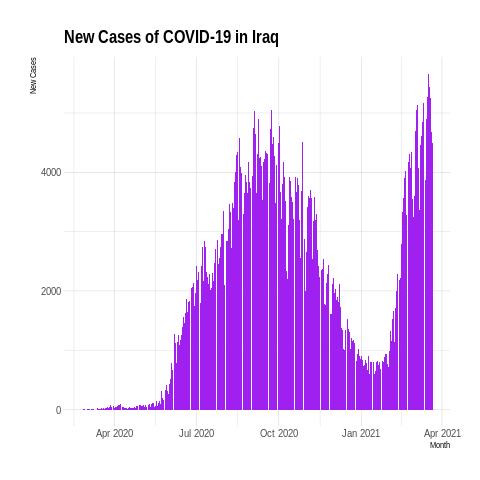 New Cases of COVID-19 in Iraq
New Cases
4000
2000
0
Apr 2020
Jul 2020
Oct 2020
Jan 2021
Apr 2021
Month